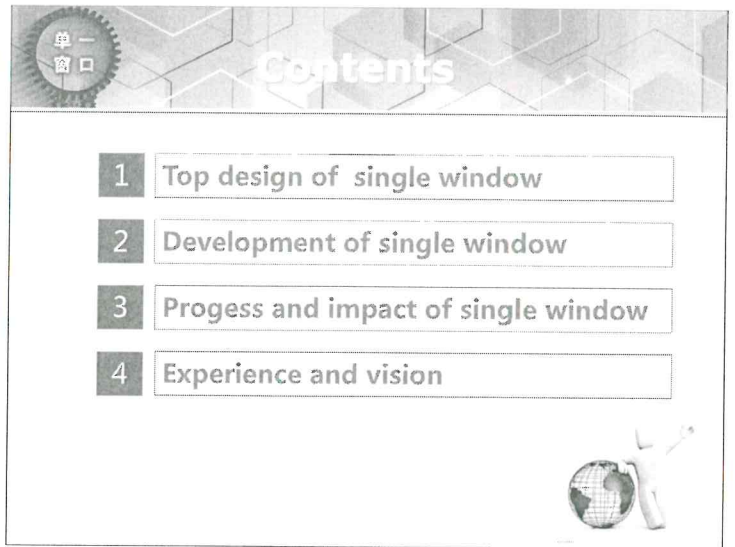 单一
窗口
Contents
1 Top design of single window
2 Development of single window
3 Progess and impact of single window
4 Experience and vision